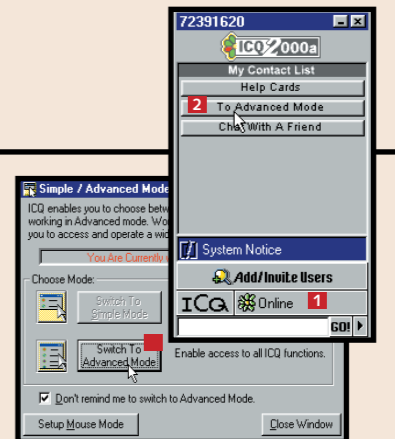 72391620
ICQ 2000a
My Contact List
Help Cards
2 To Advanced Mode
Chat With A Friend
System Notice
Add/Invite Users
ICQ Online 1
GO!
Simple / Advanced Mode
ICQ enables you to choose
working in Advanced mode.
you to access and operate a
You Are Currently
Choose Mode:
Switch To
Simple Mode
Switch To
Advanced Mode
Enable access to all ICQ functions.
Don't remind me to switch to Advanced Mode.
Setup Mouse Mode
Close Window